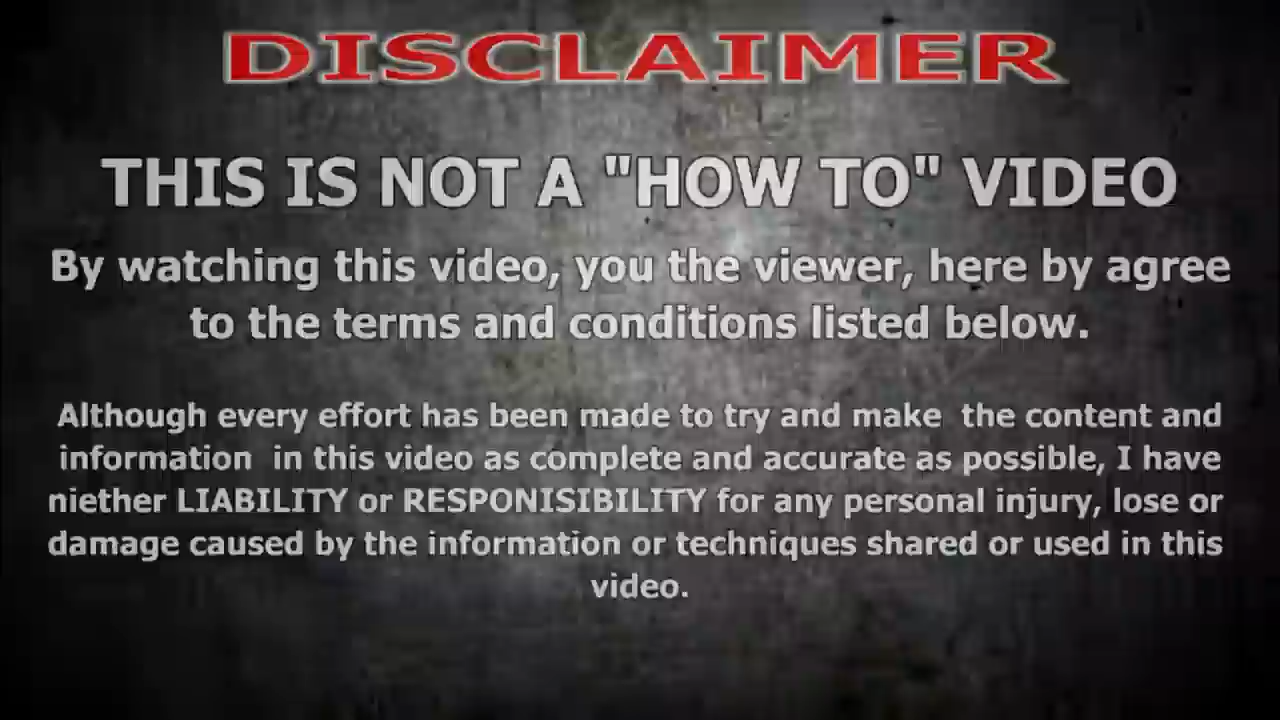 DISCLAIMER
THIS IS NOT A "HOW TO" VIDEO
By watching this video, you the viewer, here by agree
to the terms and conditions listed below.
Although every effort has been made to try and make  the content and
information  in this video as complete and accurate as possible, I have
niether LIABILITY or RESPONISIBILITY for any personal injury, lose or
damage caused by the information or techniques shared or used in this
video.